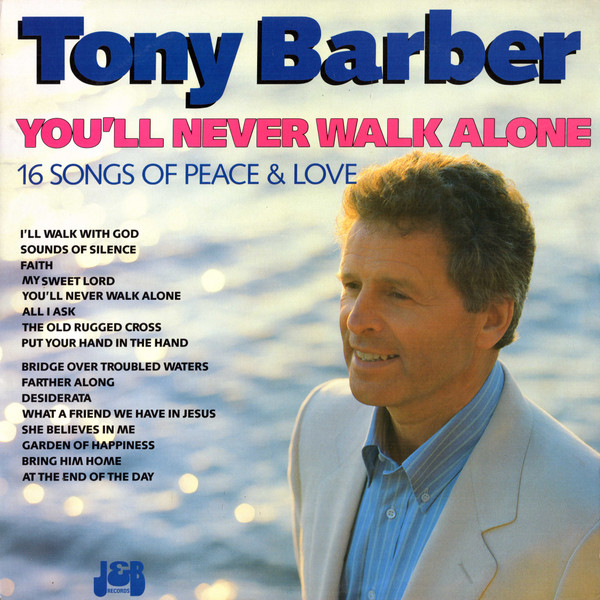 Tony Barber
YOU'LL NEVER WALK ALONE
16 SONGS OF PEACE & LOVE
I'LL WALK WITH GOD
SOUNDS OF SILENCE
FAITH
MY SWEET LORD
YOU'LL NEVER WALK ALONE
ALL I ASK
THE OLD RUGGED CROSS
PUT YOUR HAND IN THE HAND
BRIDGE OVER TROUBLED WATERS
FARTHER ALONG
DESIDERATA
WHAT A FRIEND WE HAVE IN JESUS
SHE BELIEVES IN ME
GARDEN OF HAPPINESS
BRING HIM HOME
AT THE END OF THE DAY
J&B
RECORDS